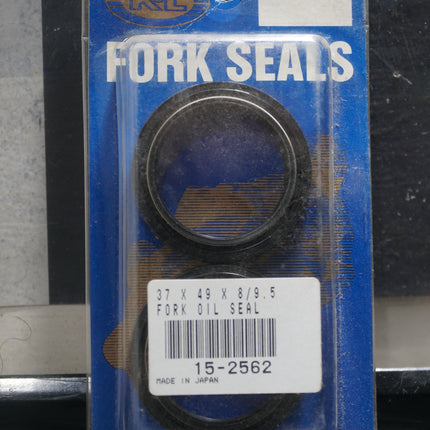 FORK SEALS
37 X 49 X 8/9.5
FORK OIL SEAL
15-2562
MADE IN JAPAN